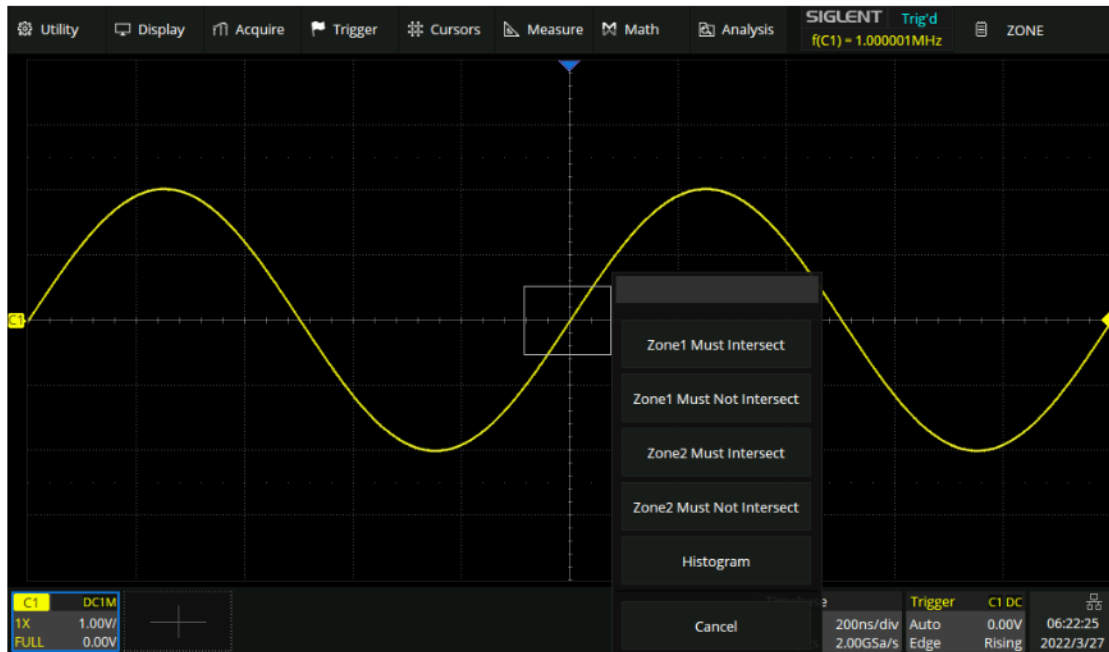 Utility Display Acquire Trigger Cursors Measure Math Analysis SIGLENT Trig'd ZONE
f(C1) = 1.000001MHz
C1
Zone1 Must Intersect
Zone1 Must Not Intersect
Zone2 Must Intersect
Zone2 Must Not Intersect
Histogram
Cancel
C1 DC1M
1X 1.00V/
FULL 0.00V
200ns/div
2.00GSa/s
Trigger C1 DC
Auto 0.00V
Edge Rising
06:22:25
2022/3/27